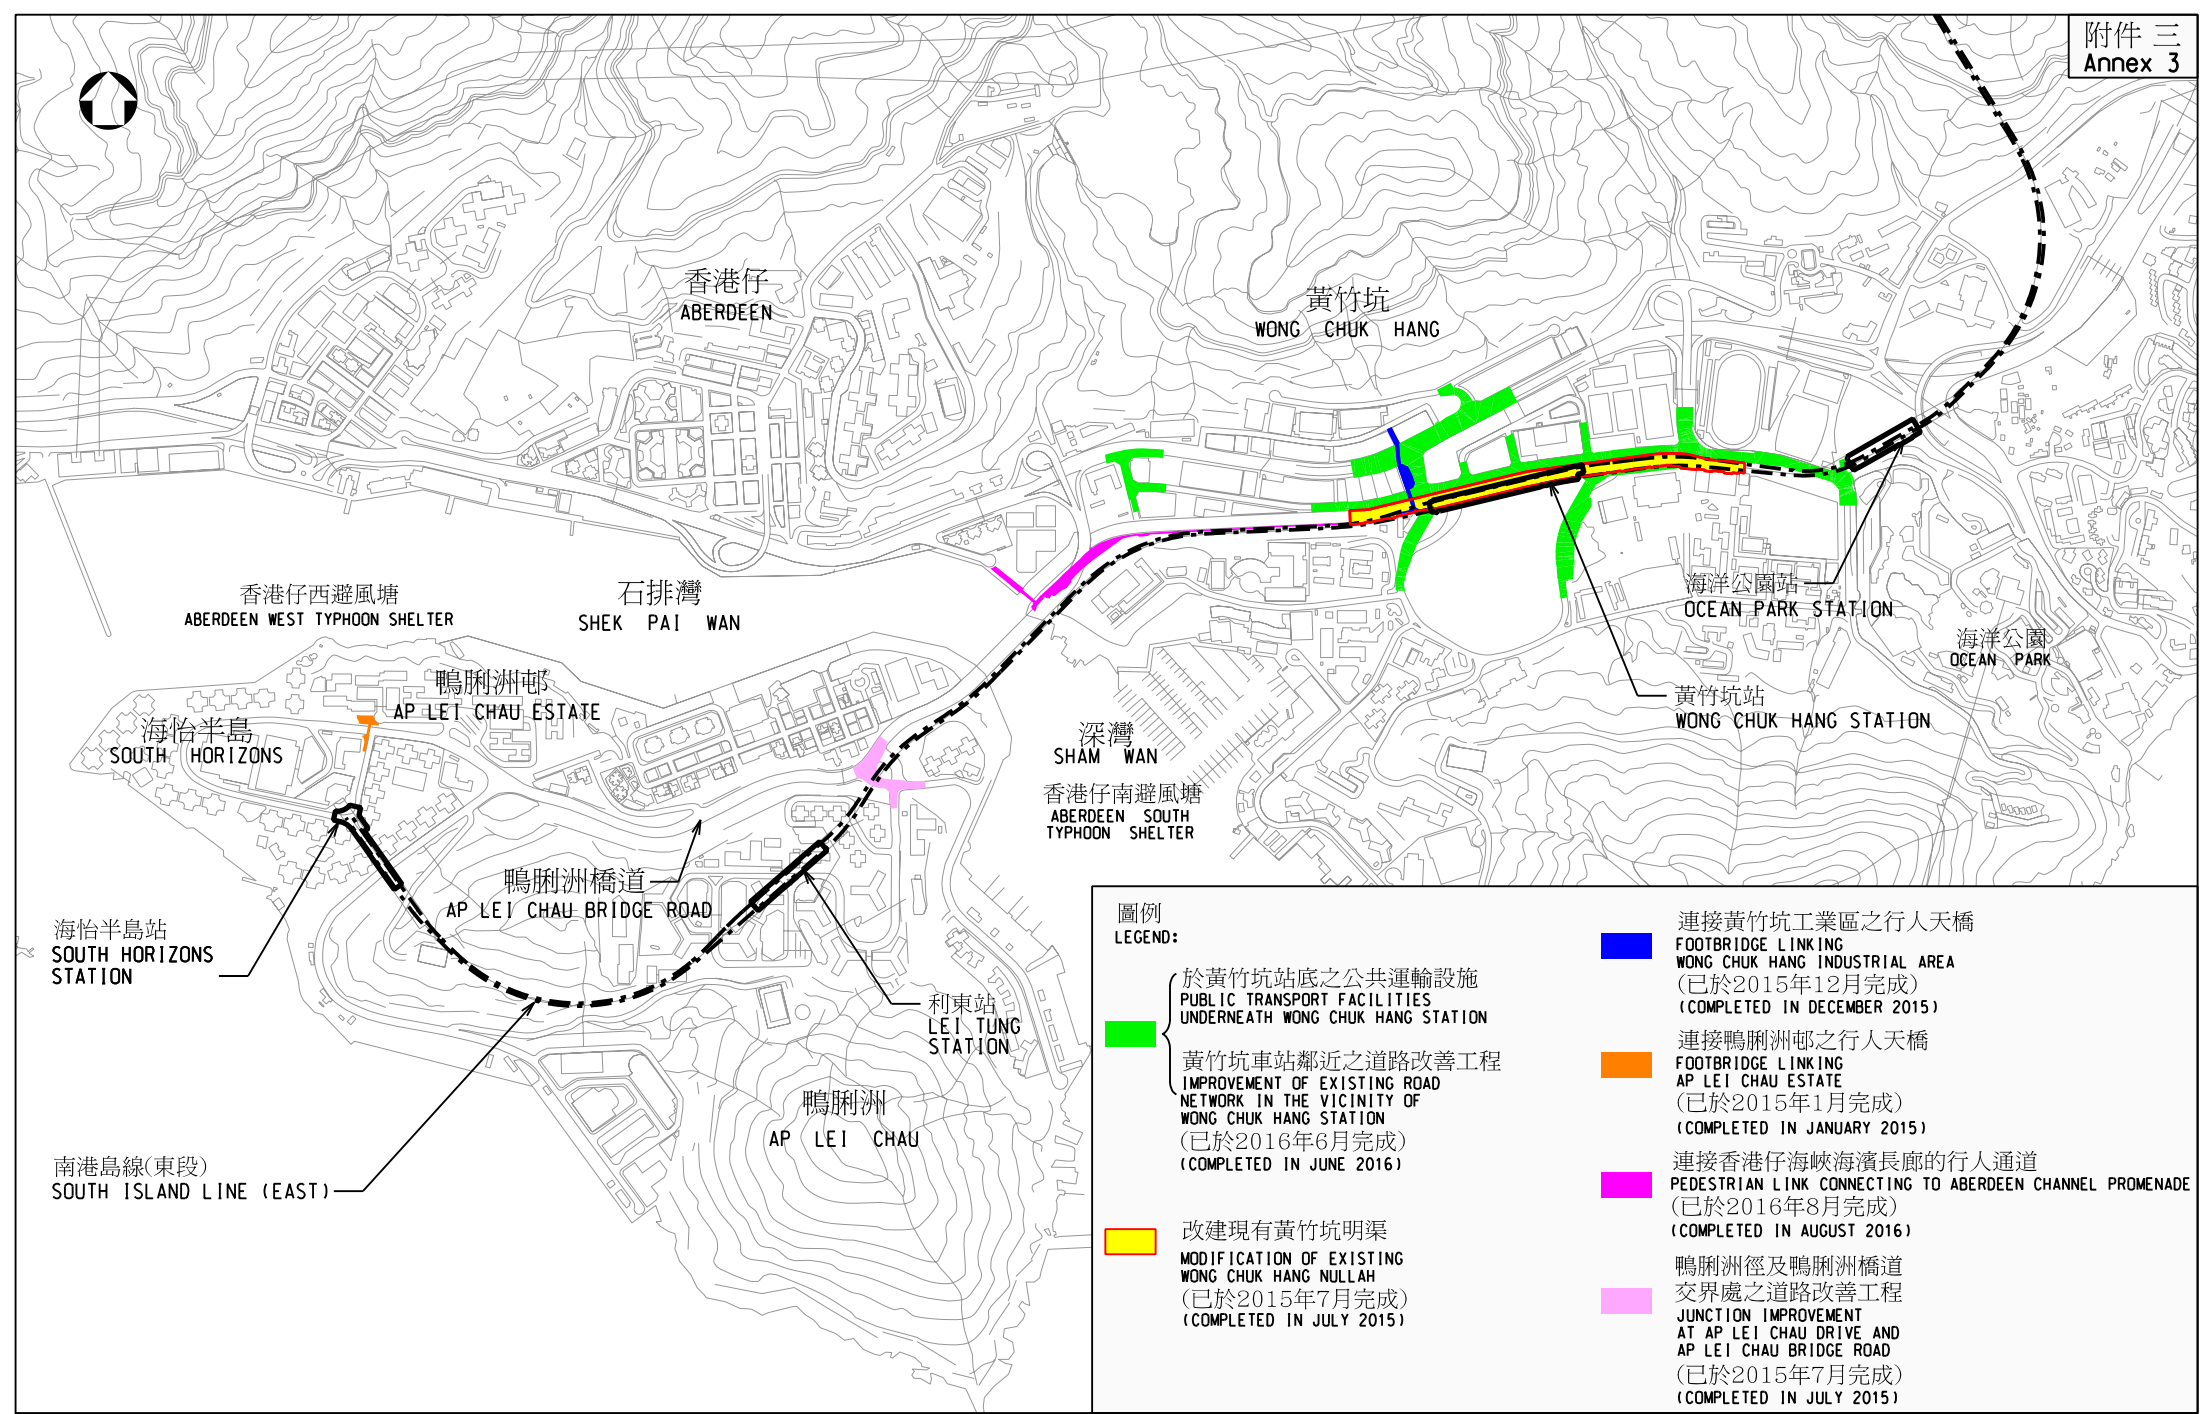 附件 三
Annex 3
香港仔
ABERDEEN
黃竹坑
WONG CHUK HANG
香港仔西避風塘
ABERDEEN WEST TYPHOON SHELTER
石排灣
SHEK PAI WAN
海洋公園站
OCEAN PARK STATION
海洋公園
OCEAN PARK
鴨脷洲邨
AP LEI CHAU ESTATE
海怡半島
SOUTH HORIZONS
黃竹坑站
WONG CHUK HANG STATION
深灣
SHAM WAN
香港仔南避風塘
ABERDEEN SOUTH
TYPHOON SHELTER
鴨脷洲橋道
AP LEI CHAU BRIDGE ROAD
海怡半島站
SOUTH HORIZONS
STATION
利東站
LEI TUNG
STATION
鴨脷洲
AP LEI CHAU
南港島線(東段)
SOUTH ISLAND LINE (EAST)
圖例
LEGEND:
於黃竹坑站底之公共運輸設施
PUBLIC TRANSPORT FACILITIES
UNDERNEATH WONG CHUK HANG STATION
黃竹坑車站鄰近之道路改善工程
IMPROVEMENT OF EXISTING ROAD
NETWORK IN THE VICINITY OF
WONG CHUK HANG STATION
(已於2016年6月完成)
(COMPLETED IN JUNE 2016)
改建現有黃竹坑明渠
MODIFICATION OF EXISTING
WONG CHUK HANG NULLAH
(已於2015年7月完成)
(COMPLETED IN JULY 2015)
連接黃竹坑工業區之行人天橋
FOOTBRIDGE LINKING
WONG CHUK HANG INDUSTRIAL AREA
(已於2015年12月完成)
(COMPLETED IN DECEMBER 2015)
連接鴨脷洲邨之行人天橋
FOOTBRIDGE LINKING
AP LEI CHAU ESTATE
(已於2015年1月完成)
(COMPLETED IN JANUARY 2015)
連接香港仔海峽海濱長廊的行人通道
PEDESTRIAN LINK CONNECTING TO ABERDEEN CHANNEL PROMENADE
(已於2016年8月完成)
(COMPLETED IN AUGUST 2016)
鴨脷洲徑及鴨脷洲橋道
交界處之道路改善工程
JUNCTION IMPROVEMENT
AT AP LEI CHAU DRIVE AND
AP LEI CHAU BRIDGE ROAD
(已於2015年7月完成)
(COMPLETED IN JULY 2015)